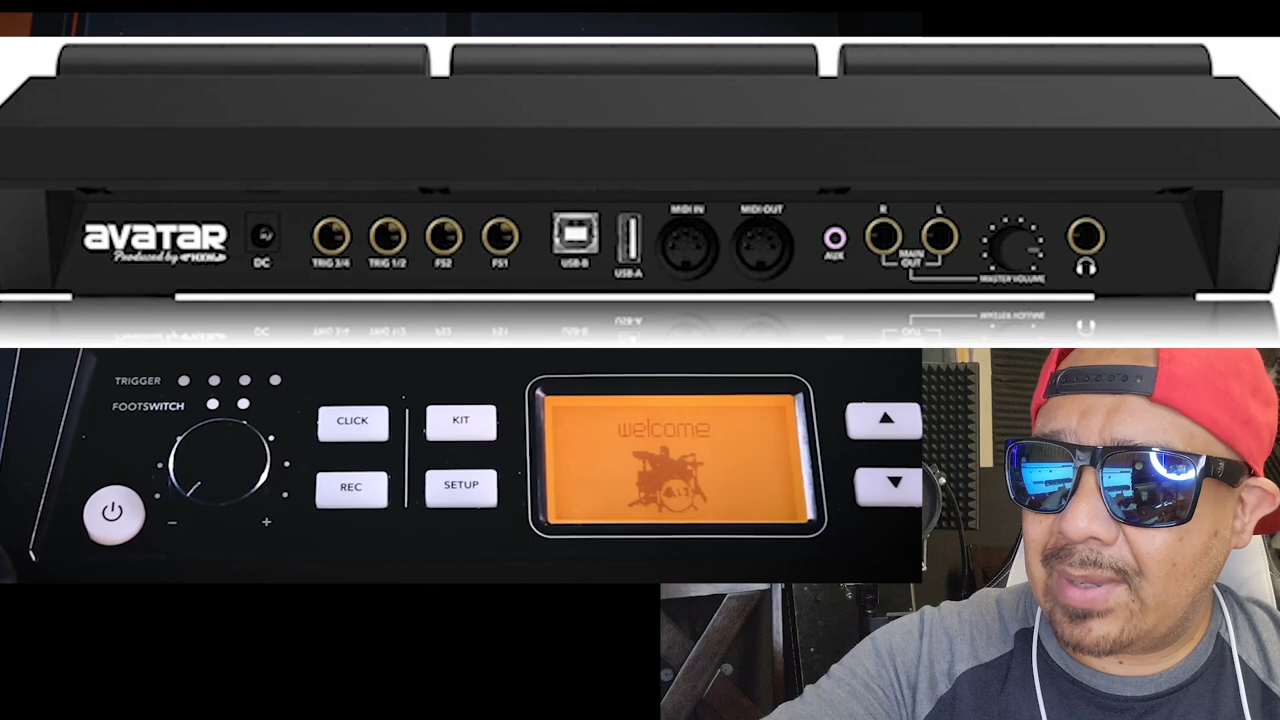 MIDI IN
MIDI OUT
R
L
AVATAR
Produced by
DC
TRIG 3/4
TRIG 1/2
FS2
FS1
USB-B
USB-A
AUX
MAIN OUT
MASTER VOLUME
TRIGGER
FOOTSWITCH
CLICK
KIT
REC
SETUP
welcome
- +